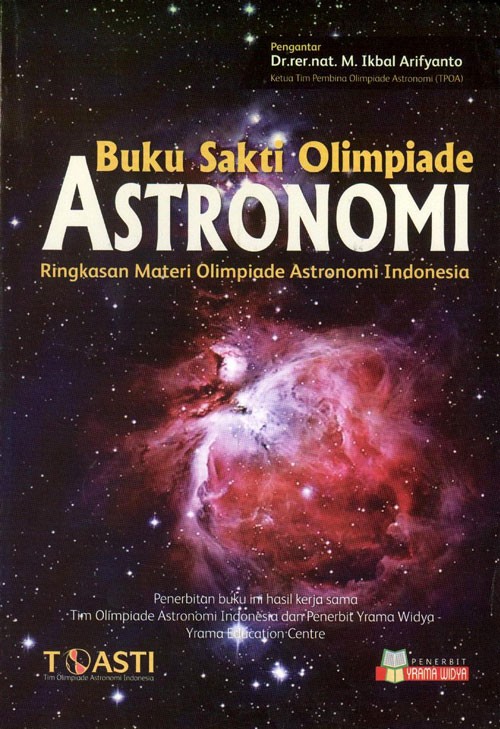 Pengantar
Dr.rer.nat. M. Ikbal Arifyanto
Ketua Tim Pembina Olimpiade Astronomi (TPOA)
Buku Sakti Olimpiade
ASTRONOMI
Ringkasan Materi Olimpiade Astronomi Indonesia
Penerbitan buku ini hasil kerja sama
Tim Olimpiade Astronomi Indonesia dan Penerbit Yrama Widya -
Yrama Education Centre
TOASTI
Tim Olimpiade Astronomi Indonesia
PENERBIT
YRAMA WIDYA